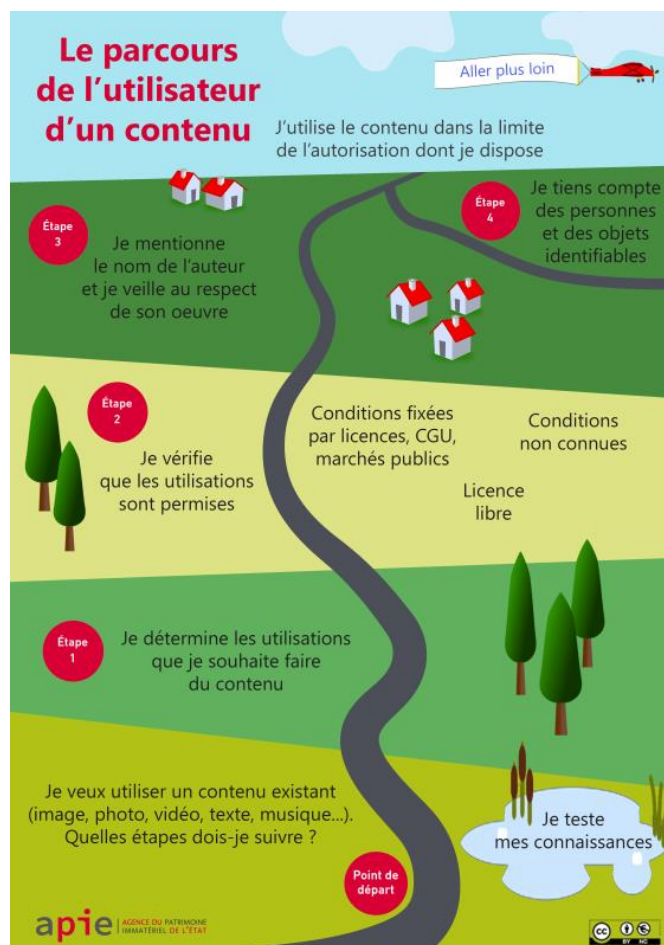 Le parcours
de l'utilisateur
d'un contenu
Aller plus loin
J'utilise le contenu dans la limite
de l'autorisation dont je dispose
Étape
4
Je tiens compte
des personnes
et des objets
identifiables
Étape
3
Je mentionne
le nom de l'auteur
et je veille au respect
de son oeuvre
Étape
2
Je vérifie
que les utilisations
sont permises
Conditions fixées
par licences, CGU,
marchés publics
Conditions
non connues
Licence
libre
Étape
1
Je détermine les utilisations
que je souhaite faire
du contenu
Je veux utiliser un contenu existant
(image, photo, vidéo, texte, musique...).
Quelles étapes dois-je suivre ?
Je teste
mes connaissances
Point de
départ
apie
AGENCE DU PATRIMOINE
IMMATÉRIEL DE L'ÉTAT
cc
BY NC